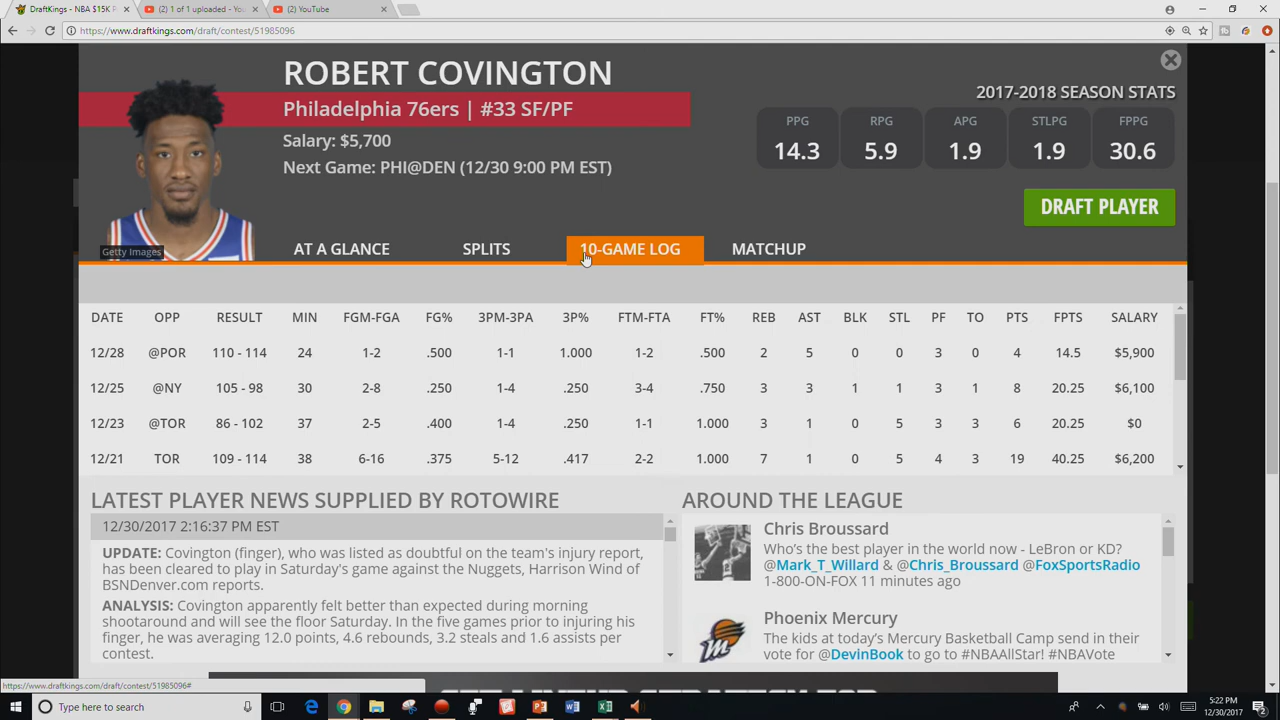 DraftKings - NBA $15K P
(2) 1 of 1 uploaded - You
(2) YouTube
https://www.draftkings.com/draft/contest/51985096
ROBERT COVINGTON
Philadelphia 76ers | #33 SF/PF
Salary: $5,700
Next Game: PHI@DEN (12/30 9:00 PM EST)
2017-2018 SEASON STATS
PPG RPG APG STLPG FPPG
14.3 5.9 1.9 1.9 30.6
DRAFT PLAYER
Getty Images
AT A GLANCE SPLITS 10-GAME LOG MATCHUP
DATE OPP RESULT MIN FGM-FGA FG% 3PM-3PA 3P% FTM-FTA FT% REB AST BLK STL PF TO PTS FPTS SALARY
12/28 @POR 110 - 114 24 1-2 .500 1-1 1.000 1-2 .500 2 5 0 0 3 0 4 14.5 $5,900
12/25 @NY 105 - 98 30 2-8 .250 1-4 .250 3-4 .750 3 3 1 1 3 1 8 20.25 $6,100
12/23 @TOR 86 - 102 37 2-5 .400 1-4 .250 1-1 1.000 3 1 0 5 3 3 6 20.25 $0
12/21 TOR 109 - 114 38 6-16 .375 5-12 .417 2-2 1.000 7 1 0 5 4 3 19 40.25 $6,200
LATEST PLAYER NEWS SUPPLIED BY ROTOWIRE
12/30/2017 2:16:37 PM EST
UPDATE: Covington (finger), who was listed as doubtful on the team's injury report,
has been cleared to play in Saturday's game against the Nuggets, Harrison Wind of
BSNDenver.com reports.
ANALYSIS: Covington apparently felt better than expected during morning
shootaround and will see the floor Saturday. In the five games prior to injuring his
finger, he was averaging 12.0 points, 4.6 rebounds, 3.2 steals and 1.6 assists per
contest.
AROUND THE LEAGUE
Chris Broussard
Who's the best player in the world now - LeBron or KD?
@Mark_T_Willard & @Chris_Broussard @FoxSportsRadio
1-800-ON-FOX 11 minutes ago
Phoenix Mercury
The kids at today's Mercury Basketball Camp send in their
vote for @DevinBook to go to #NBAAllStar! #NBAVote
https://www.draftkings.com/draft/contest/51985096#
Type here to search
5:22 PM
12/30/2017